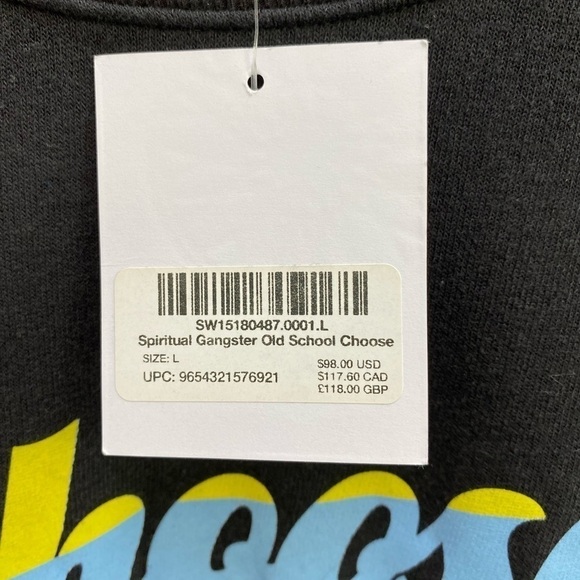 SW15180487.0001.L
Spiritual Gangster Old School Choose
SIZE: L
UPC: 9654321576921
$98.00 USD
$117.60 CAD
£118.00 GBP